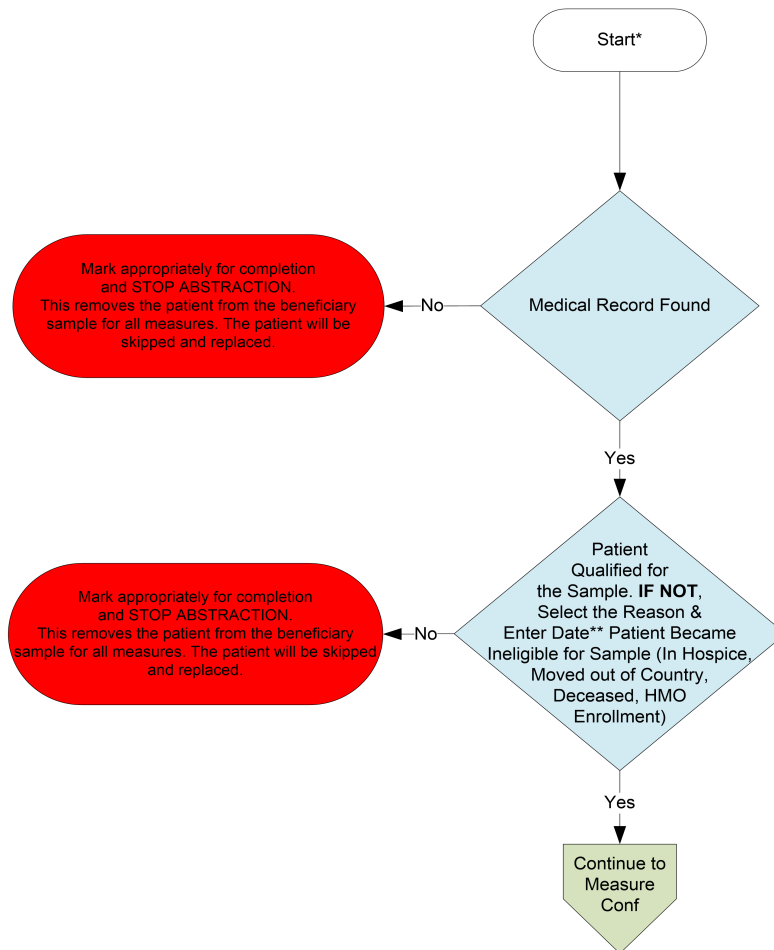 Start*
Mark appropriately for completion
and STOP ABSTRACTION.
This removes the patient from the beneficiary
sample for all measures. The patient will be
skipped and replaced.
No
Medical Record Found
Yes
Mark appropriately for completion
and STOP ABSTRACTION.
This removes the patient from the beneficiary
sample for all measures. The patient will be skipped
and replaced.
No
Patient
Qualified for
the Sample. IF NOT,
Select the Reason &
Enter Date** Patient Became
Ineligible for Sample (In Hospice,
Moved out of Country,
Deceased, HMO
Enrollment)
Yes
Continue to
Measure
Conf